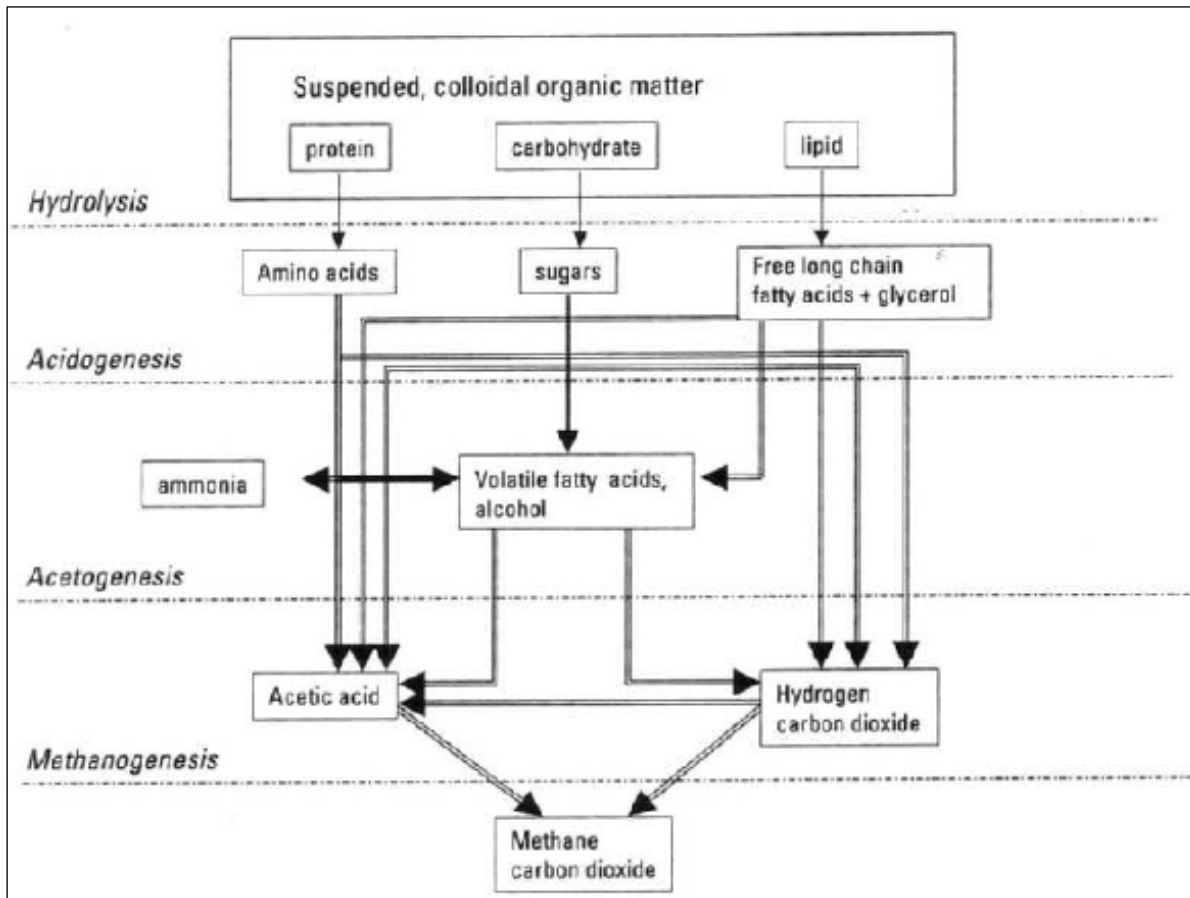 Suspended, colloidal organic matter
protein
carbohydrate
lipid
Hydrolysis
Amino acids
sugars
Free long chain
fatty acids + glycerol
Acidogenesis
ammonia
Volatile fatty acids,
alcohol
Acetogenesis
Acetic acid
Hydrogen
carbon dioxide
Methanogenesis
Methane
carbon dioxide